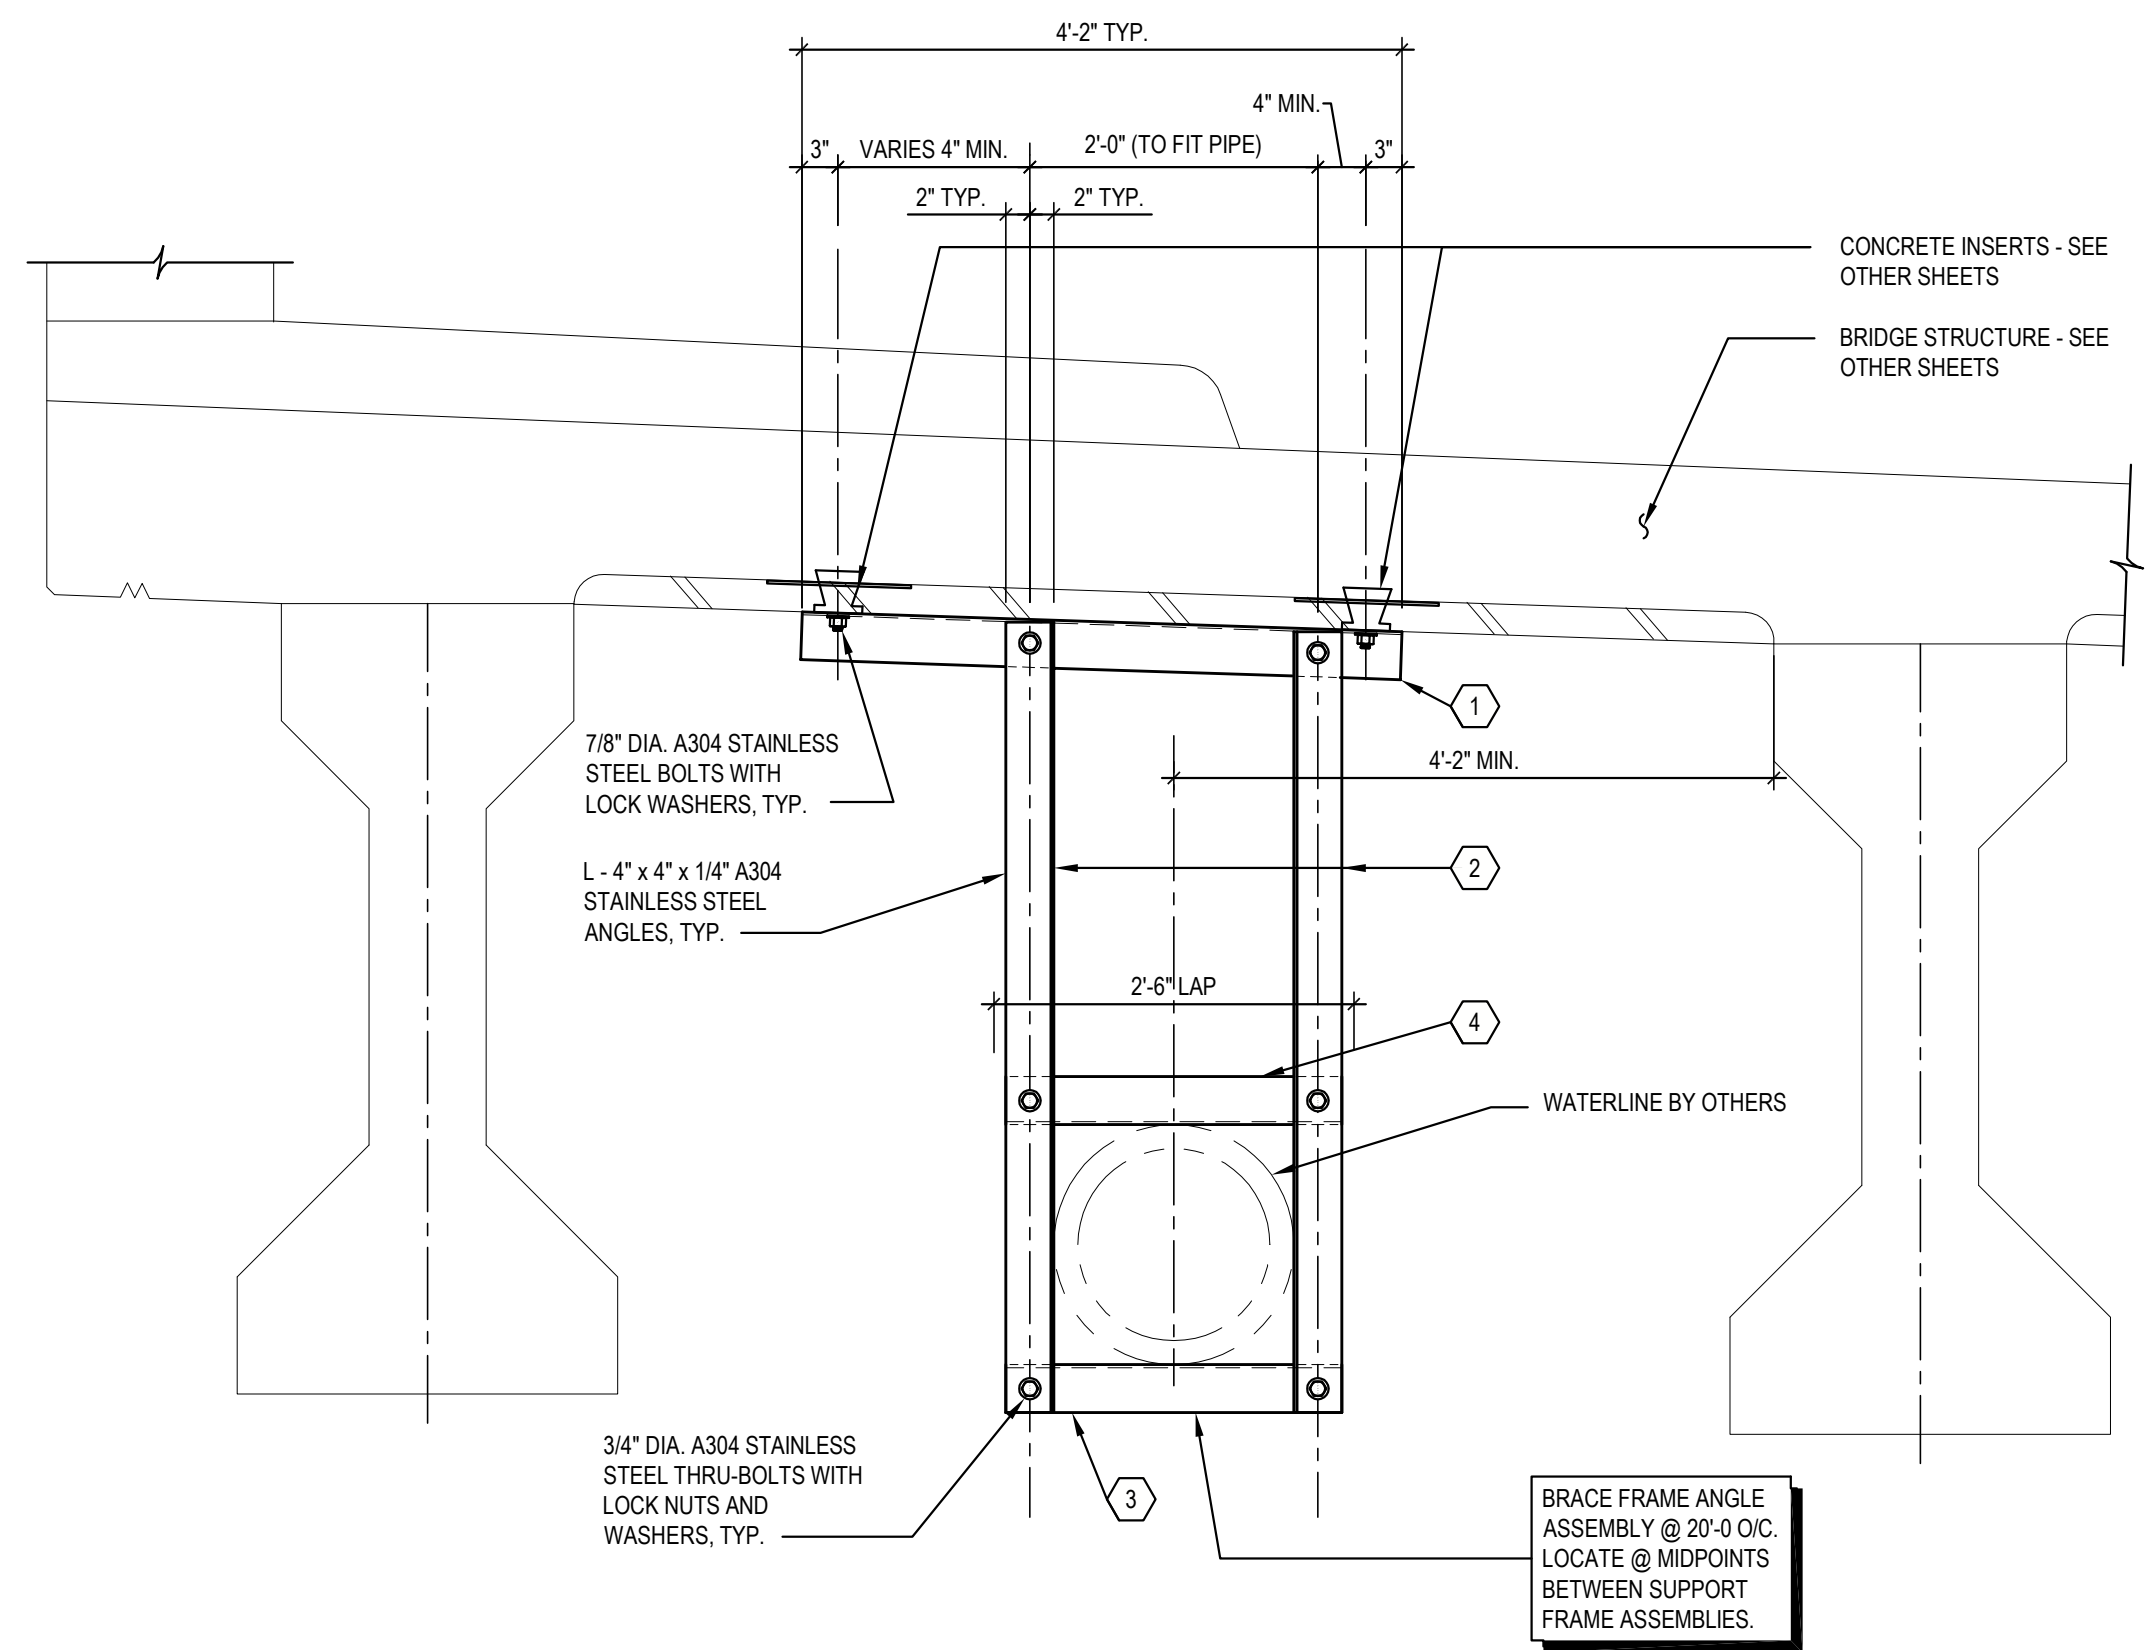 4'-2" TYP.
4" MIN.
3"
VARIES 4" MIN.
2'-0" (TO FIT PIPE)
3"
2" TYP.
2" TYP.
CONCRETE INSERTS - SEE
OTHER SHEETS
BRIDGE STRUCTURE - SEE
OTHER SHEETS
1
7/8" DIA. A304 STAINLESS
STEEL BOLTS WITH
LOCK WASHERS, TYP.
4'-2" MIN.
2
L - 4" x 4" x 1/4" A304
STAINLESS STEEL
ANGLES, TYP.
2'-6" LAP
4
WATERLINE BY OTHERS
3/4" DIA. A304 STAINLESS
STEEL THRU-BOLTS WITH
LOCK NUTS AND
WASHERS, TYP.
3
BRACE FRAME ANGLE
ASSEMBLY @ 20'-0 O/C.
LOCATE @ MIDPOINTS
BETWEEN SUPPORT
FRAME ASSEMBLIES.